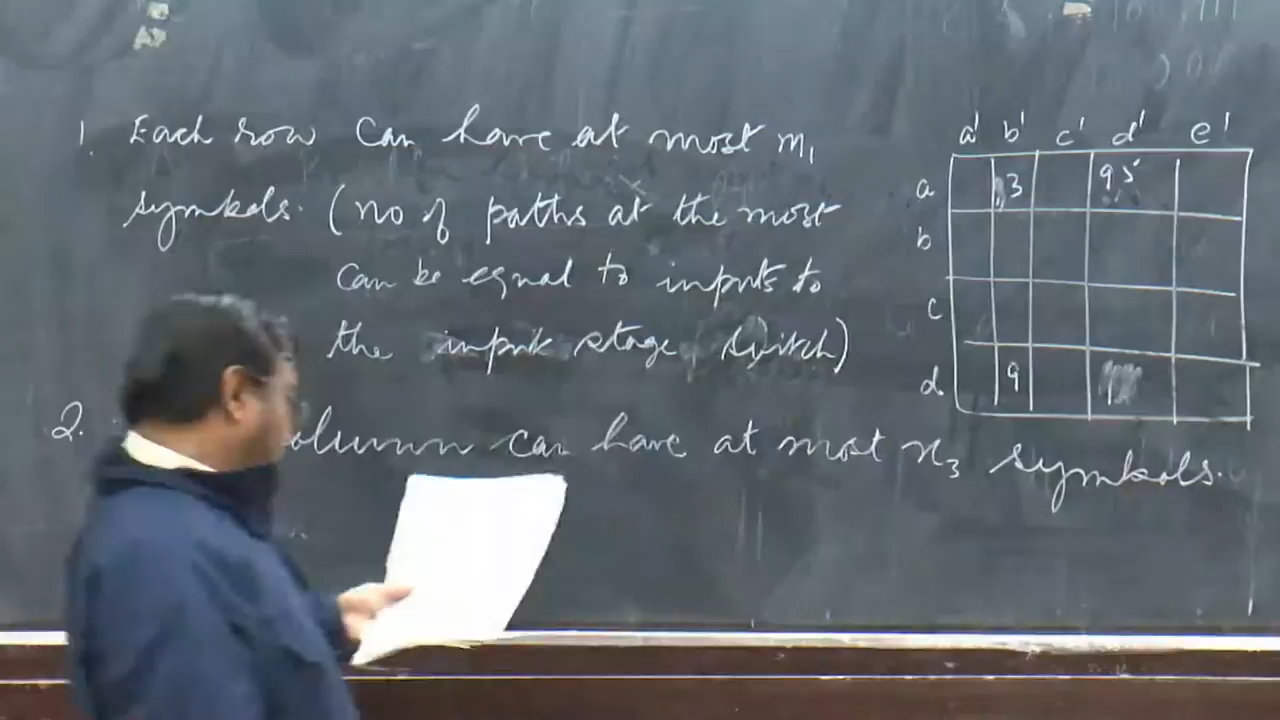 1. Each row can have at most m₁
symbols. (no of paths at the most
can be equal to inputs to
the input stage switch)
2. olumn can have at most n₃ symbols.
a' b' c' d' e'
a 3 9 5
b
c
d 9